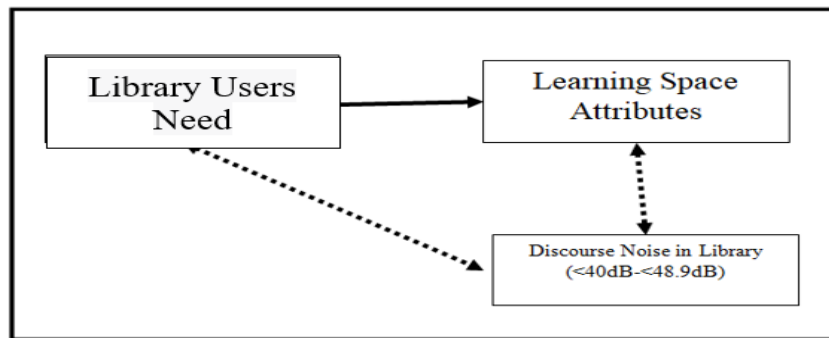 Library Users
Need
Learning Space
Attributes
Discourse Noise in Library
(<40dB-<48.9dB)